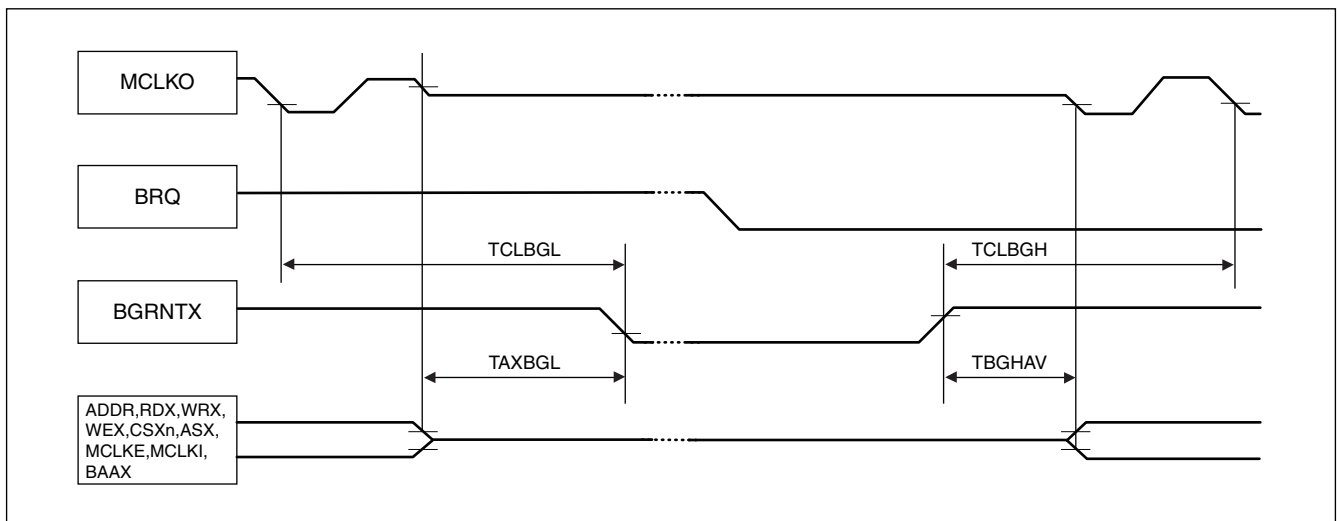 MCLKO
BRQ
TCLBGL
TCLBGH
BGRNTX
TAXBGL
TBGHAV
ADDR,RDX,WRX,
WEX,CSXn,ASX,
MCLKE,MCLKI,
BAAX